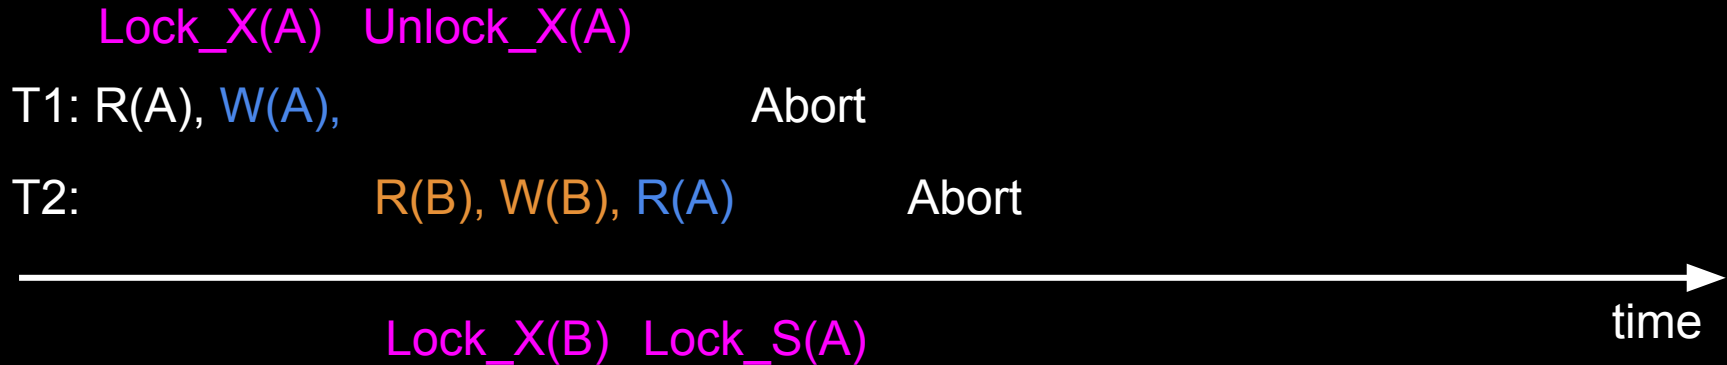 Lock_X(A) Unlock_X(A)
T1: R(A), W(A), Abort
T2: R(B), W(B), R(A) Abort
time
Lock_X(B) Lock_S(A)